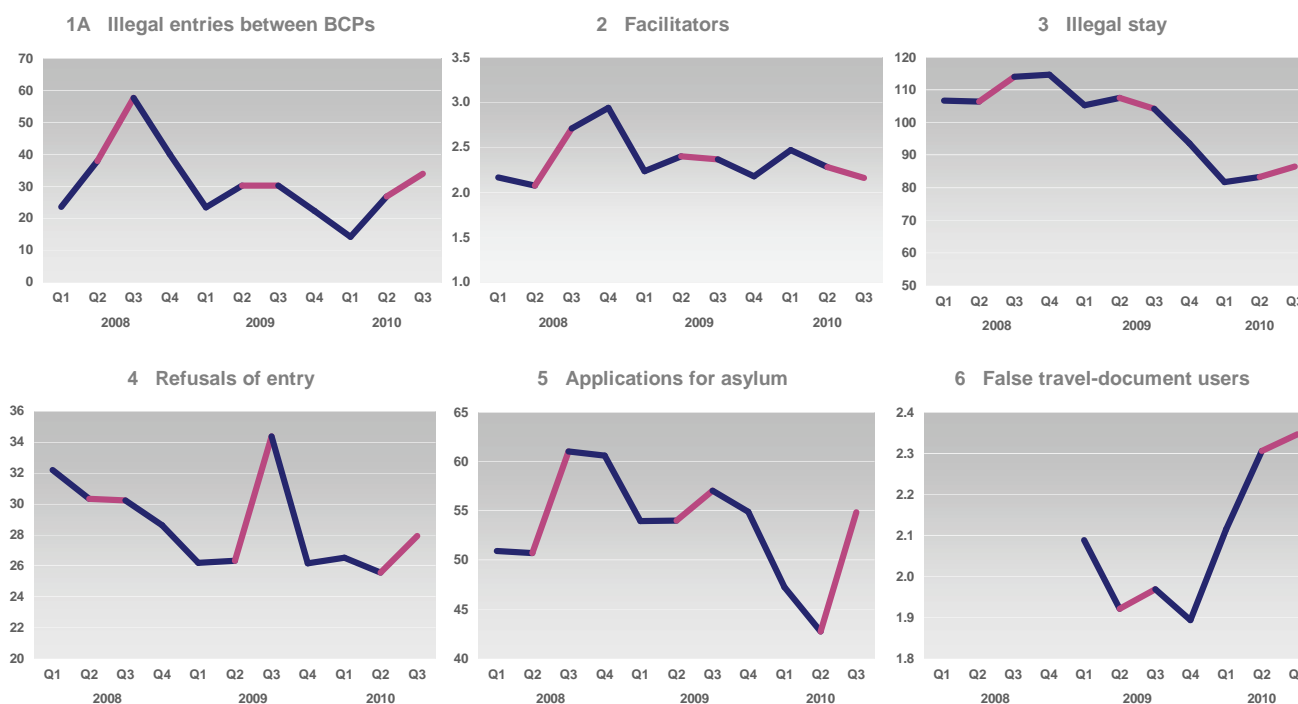 1A Illegal entries between BCPs
70
60
50
40
30
20
10
0
Q1 Q2 Q3 Q4 Q1 Q2 Q3 Q4 Q1 Q2 Q3
2008 2009 2010
2 Facilitators
3.5
3.0
2.5
2.0
1.5
1.0
Q1 Q2 Q3 Q4 Q1 Q2 Q3 Q4 Q1 Q2 Q3
2008 2009 2010
3 Illegal stay
120
110
100
90
80
70
60
50
Q1 Q2 Q3 Q4 Q1 Q2 Q3 Q4 Q1 Q2 Q3
2008 2009 2010
4 Refusals of entry
36
34
32
30
28
26
24
22
20
Q1 Q2 Q3 Q4 Q1 Q2 Q3 Q4 Q1 Q2 Q3
2008 2009 2010
5 Applications for asylum
65
60
55
50
45
40
Q1 Q2 Q3 Q4 Q1 Q2 Q3 Q4 Q1 Q2 Q3
2008 2009 2010
6 False travel-document users
2.4
2.3
2.2
2.1
2.0
1.9
1.8
Q1 Q2 Q3 Q4 Q1 Q2 Q3 Q4 Q1 Q2
2008 2009 2010